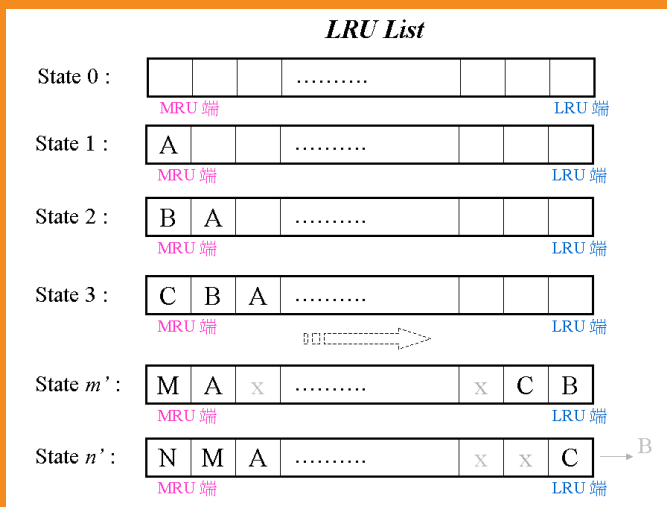 LRU List
State 0 :
..........
MRU 端 LRU 端
State 1 : A ..........
MRU 端 LRU 端
State 2 : B A ..........
MRU 端 LRU 端
State 3 : C B A ..........
MRU 端 LRU 端
State m’ : M A x .......... x C B
MRU 端 LRU 端
State n’ : N M A .......... x x C B
MRU 端 LRU 端